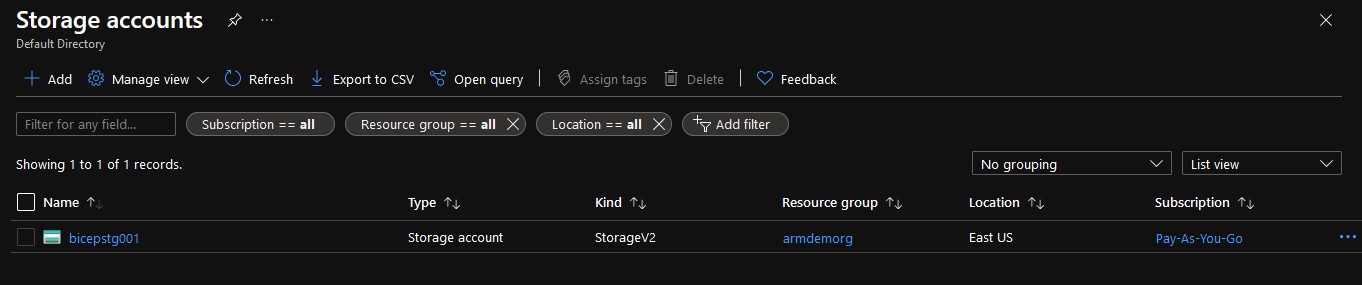 Storage accounts
Default Directory
Add Manage view Refresh Export to CSV Open query Assign tags Delete Feedback
Filter for any field... Subscription == all Resource group == all Location == all Add filter
Showing 1 to 1 of 1 records. No grouping List view
Name Type Kind Resource group Location Subscription
bicepstg001 Storage account StorageV2 armdemorg East US Pay-As-You-Go